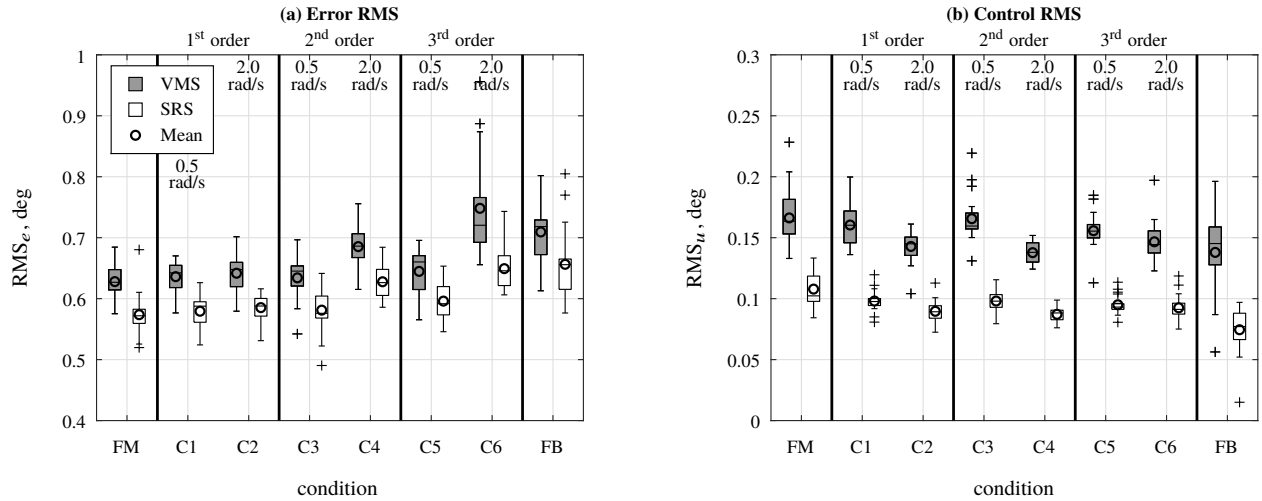 (a) Error RMS
1st order 2nd order 3rd order
1
0.9
0.8
0.7
0.6
0.5
0.4
RMSe, deg
VMS
SRS
Mean
0.5 rad/s
2.0 rad/s
0.5 rad/s
2.0 rad/s
0.5 rad/s
2.0 rad/s
FM C1 C2 C3 C4 C5 C6 FB
condition
(b) Control RMS
1st order 2nd order 3rd order
0.3
0.25
0.2
0.15
0.1
0.05
0
RMSu, deg
0.5 2.0 0.5 2.0 0.5 2.0
rad/s rad/s rad/s rad/s rad/s rad/s
FM C1 C2 C3 C4 C5 C6 FB
condition